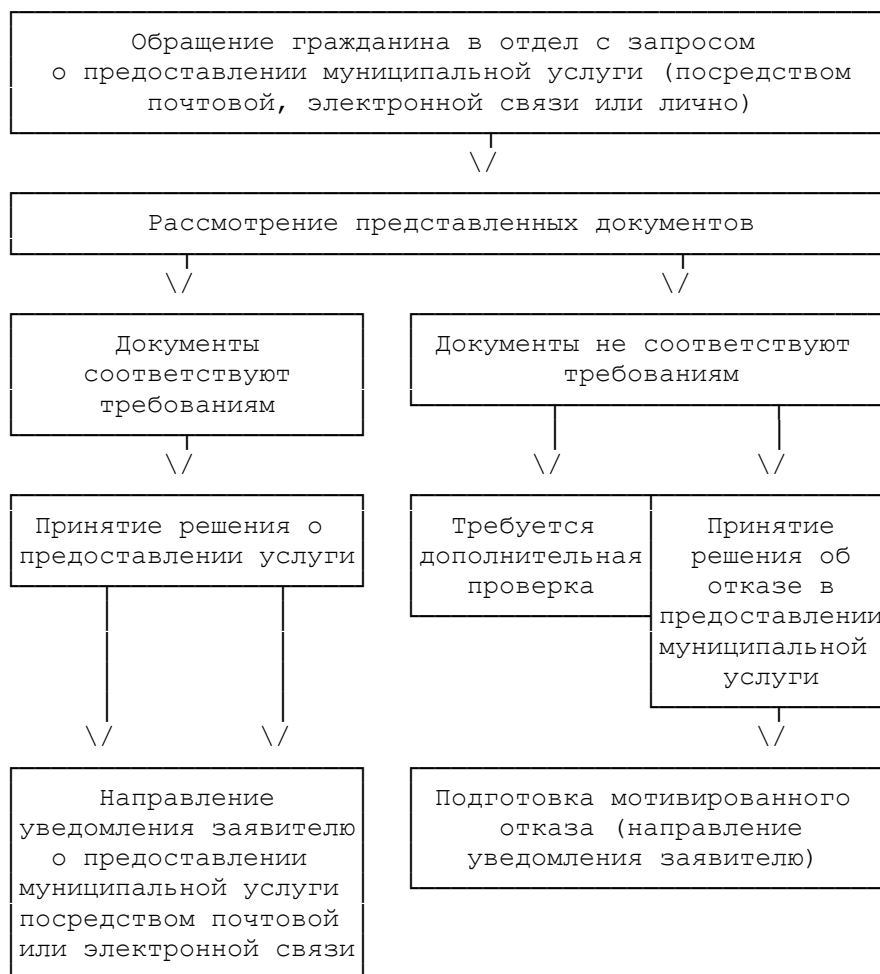 Обращение гражданина в отдел с запросом
о предоставлении муниципальной услуги (посредством
почтовой, электронной связи или лично)
Рассмотрение представленных документов
Документы
соответствуют
требованиям
Документы не соответствуют
требованиям
Принятие решения о
предоставлении услуги
Требуется
дополнительная
проверка
Принятие
решения об
отказе в
предоставлении
муниципальной
услуги
Направление
уведомления заявителю
о предоставлении
муниципальной услуги
посредством почтовой
или электронной связи
Подготовка мотивированного
отказа (направление
уведомления заявителю)